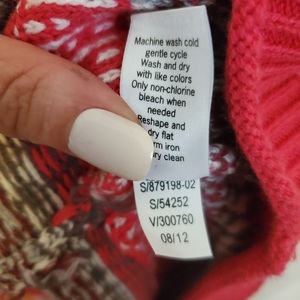 Machine wash cold
gentle cycle
Wash and dry
with like colors
Only non-chlorine
bleach when
needed
Reshape and
dry flat
iron
clean
S/879198-02
S/54252
V/300760
08/12